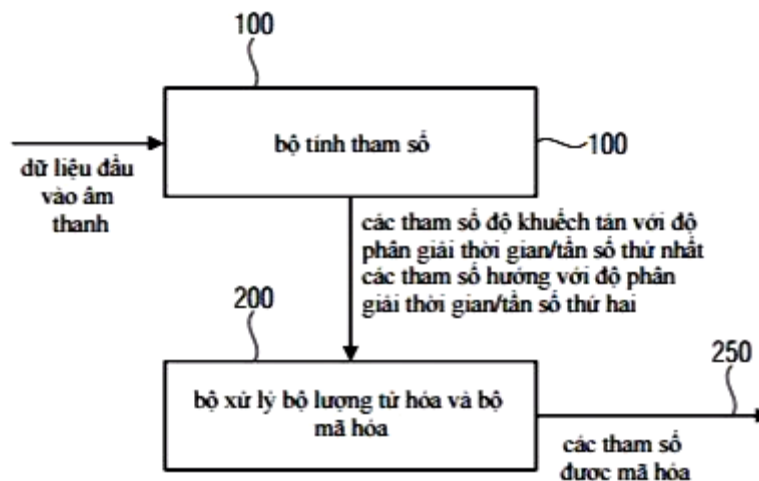 100
bộ tính tham số
100
dữ liệu đầu
vào âm
thanh
các tham số độ khuếch tán với độ
phân giải thời gian/tần số thứ nhất
các tham số hướng với độ phân
giải thời gian/tần số thứ hai
200
250
bộ xử lý bộ lượng tử hóa và bộ
mã hóa
các tham số
được mã hóa